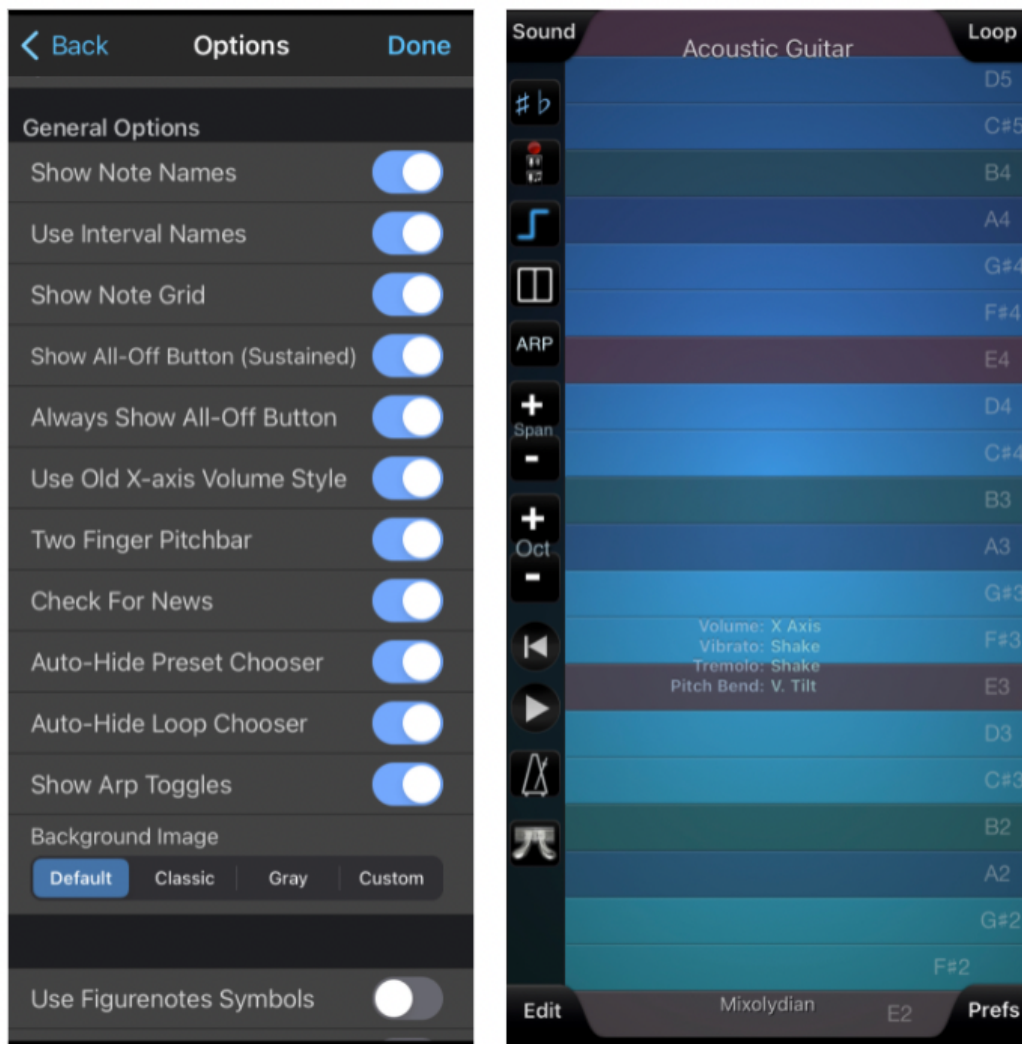 Back Options Done
General Options
Show Note Names
Use Interval Names
Show Note Grid
Show All-Off Button (Sustained)
Always Show All-Off Button
Use Old X-axis Volume Style
Two Finger Pitchbar
Check For News
Auto-Hide Preset Chooser
Auto-Hide Loop Chooser
Show Arp Toggles
Background Image
Default Classic Gray Custom
Use Figurenotes Symbols
Sound Acoustic Guitar Loop
D5
♯♭
C♯5
B4
A4
G♯4
F♯4
ARP
E4
+
D4
Span
C♯4
-
B3
+
Oct
A3
-
G♯3
Volume: X Axis
F♯3
Vibrato: Shake
Tremolo: Shake
Pitch Bend: V. Tilt
E3
D3
C♯3
B2
A2
G♯2
F♯2
Edit Mixolydian E2 Prefs